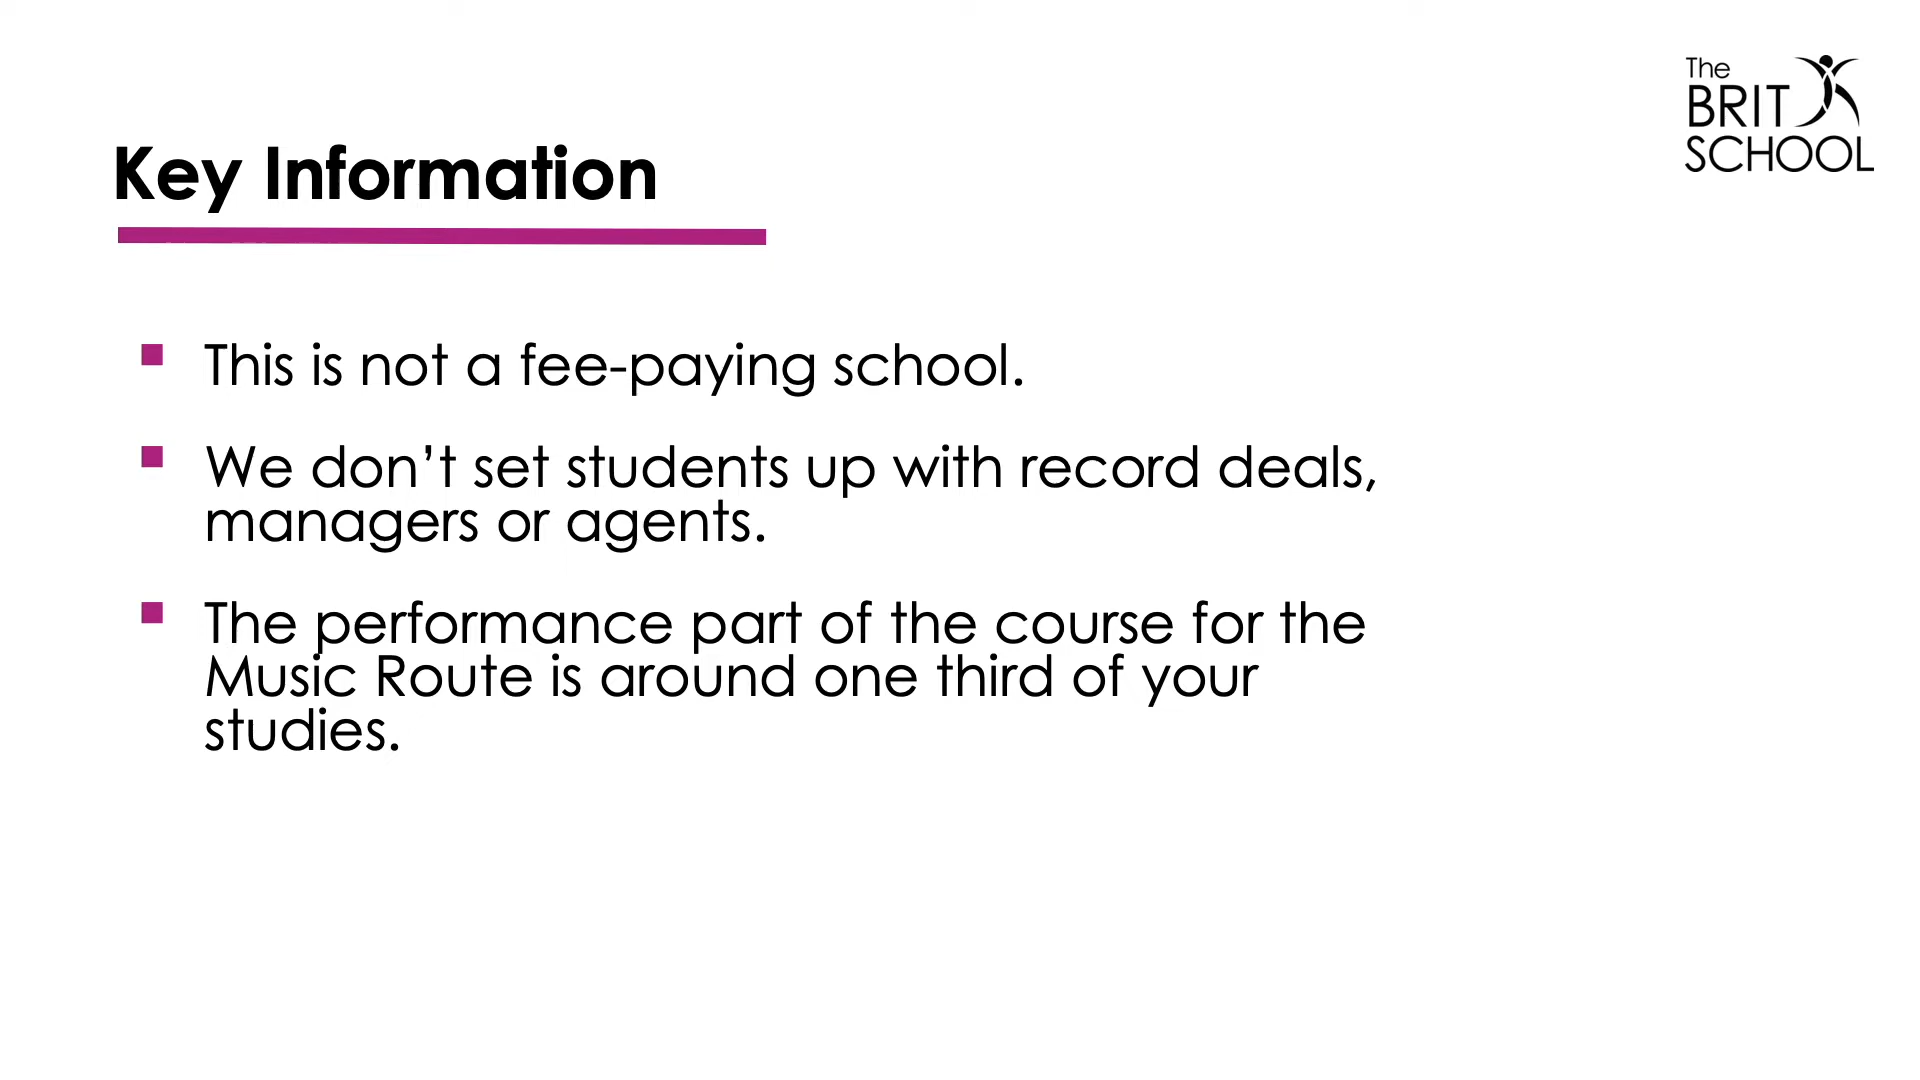 The
BRIT
SCHOOL
Key Information
This is not a fee-paying school.
We don’t set students up with record deals,
managers or agents.
The performance part of the course for the
Music Route is around one third of your
studies.